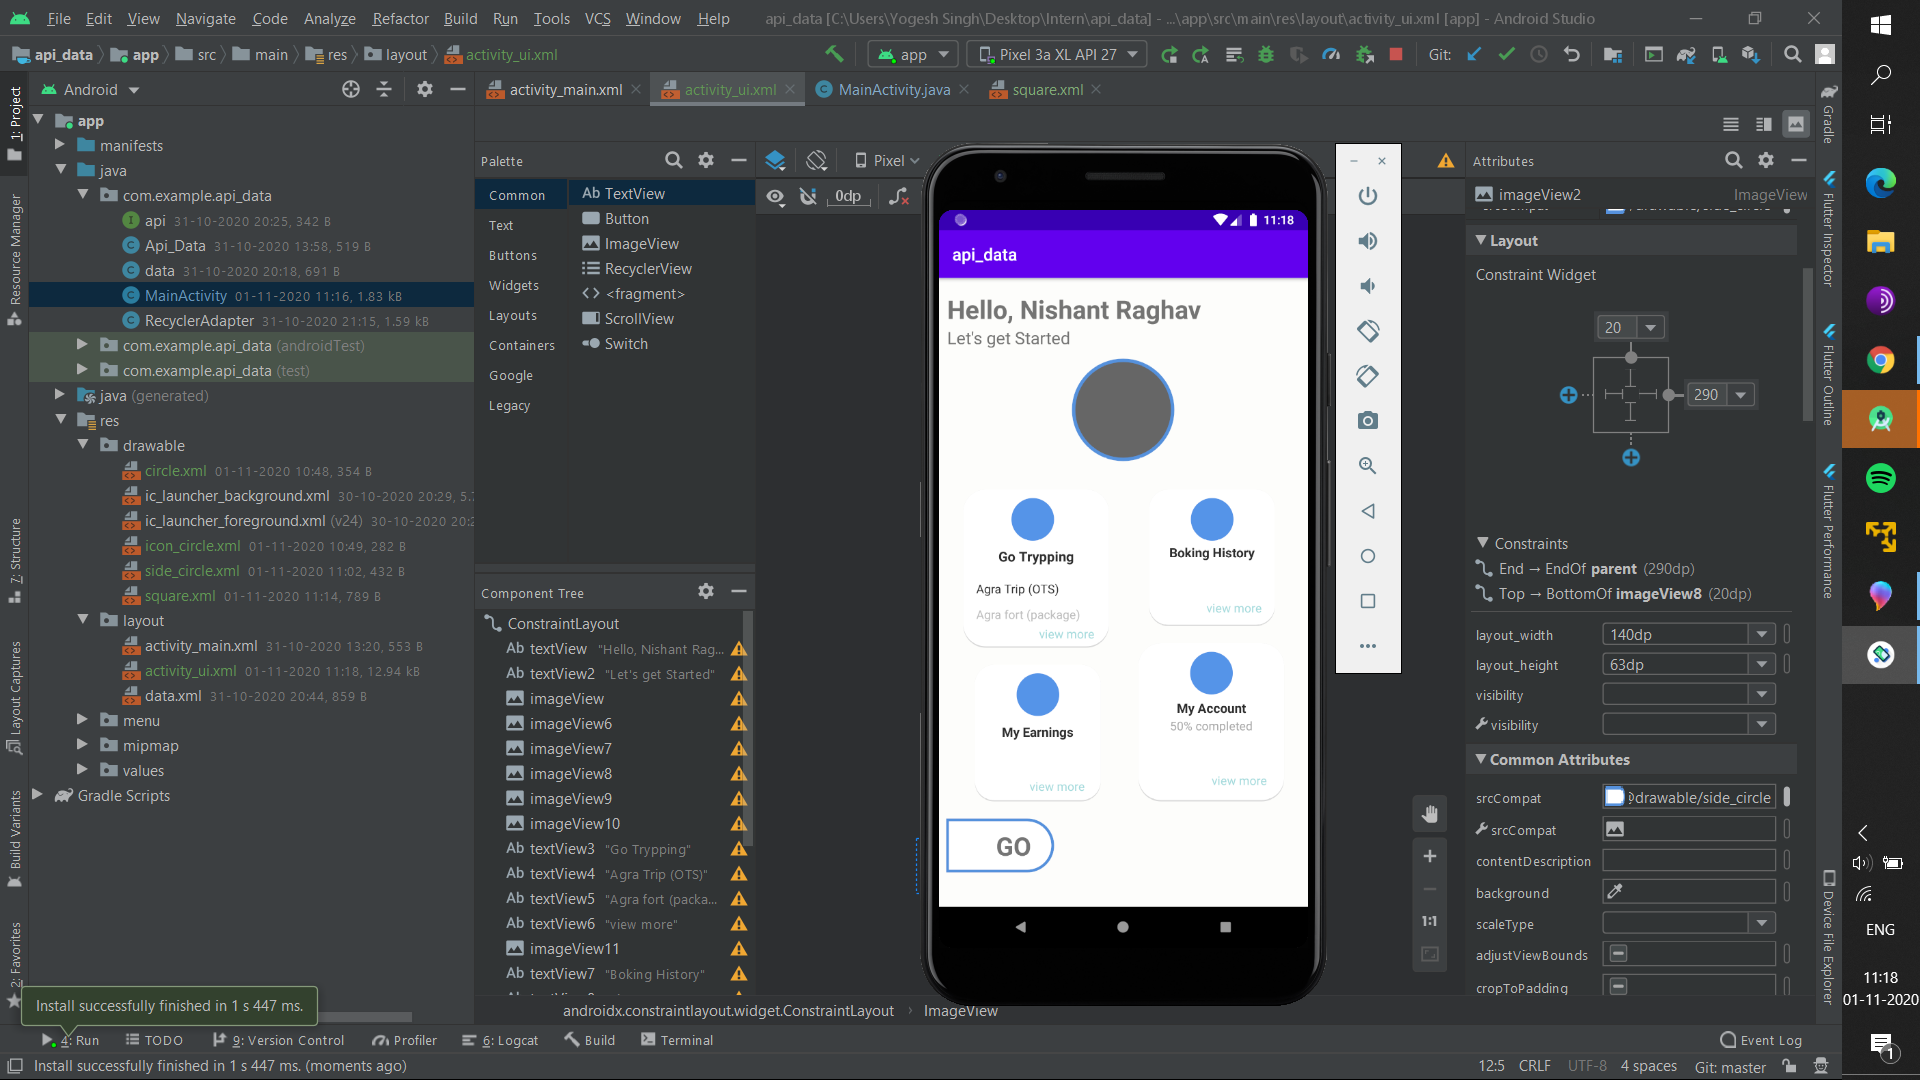 File Edit View Navigate Code Analyze Refactor Build Run Tools VCS Window Help api_data [C:\Users\Yogesh Singh\Desktop\Intern\api_data] - ...\app\src\main\res\layout\activity_ui.xml [app] - Android Studio
api_data app src main res layout activity_ui.xml app Pixel 3a XL API 27 Git:
Android
activity_main.xml activity_ui.xml MainActivity.java square.xml
1: Project
Resource Manager
7: Structure
Layout Captures
Build Variants
2: Favorites
app
manifests
java
com.example.api_data
api 31-10-2020 20:25, 342 B
Api_Data 31-10-2020 13:58, 519 B
data 31-10-2020 20:18, 691 B
MainActivity 01-11-2020 11:16, 1.83 kB
RecyclerAdapter 31-10-2020 21:15, 1.59 kB
com.example.api_data (androidTest)
com.example.api_data (test)
java (generated)
res
drawable
circle.xml 01-11-2020 10:48, 354 B
ic_launcher_background.xml 30-10-2020 20:29, 5.7
ic_launcher_foreground.xml (v24) 30-10-2020 20:2
icon_circle.xml 01-11-2020 10:49, 282 B
side_circle.xml 01-11-2020 11:02, 432 B
square.xml 01-11-2020 11:14, 789 B
layout
activity_main.xml 31-10-2020 13:20, 553 B
activity_ui.xml 01-11-2020 11:18, 12.94 kB
data.xml 31-10-2020 20:44, 859 B
menu
mipmap
values
Gradle Scripts
Palette
Common
Text
Buttons
Widgets
Layouts
Containers
Google
Legacy
Ab TextView
Button
ImageView
RecyclerView
<fragment>
ScrollView
Switch
Pixel
0dp
Component Tree
ConstraintLayout
Ab textView "Hello, Nishant Rag...
Ab textView2 "Let's get Started"
imageView
imageView6
imageView7
imageView8
imageView9
imageView10
Ab textView3 "Go Trypping"
Ab textView4 "Agra Trip (OTS)"
Ab textView5 "Agra fort (packa...
Ab textView6 "view more"
imageView11
Ab textView7 "Boking History"
11:18
api_data
Hello, Nishant Raghav
Let's get Started
Go Trypping
Agra Trip (OTS)
Agra fort (package)
view more
Boking History
view more
My Earnings
view more
My Account
50% completed
view more
GO
1:1
Attributes
imageView2 ImageView
Layout
Constraint Widget
20
290
Constraints
End → EndOf parent (290dp)
Top → BottomOf imageView8 (20dp)
layout_width 140dp
layout_height 63dp
visibility
visibility
Common Attributes
srcCompat @drawable/side_circle
srcCompat
contentDescription
background
scaleType
adjustViewBounds
cropToPadding
Gradle
Flutter Inspector
Flutter Outline
Flutter Performance
Device File Explorer
ENG
11:18
01-11-2020
1
Install successfully finished in 1 s 447 ms.
androidx.constraintlayout.widget.ConstraintLayout ImageView
4: Run TODO 9: Version Control Profiler 6: Logcat Build Terminal Event Log
Install successfully finished in 1 s 447 ms. (moments ago) 12:5 CRLF UTF-8 4 spaces Git: master